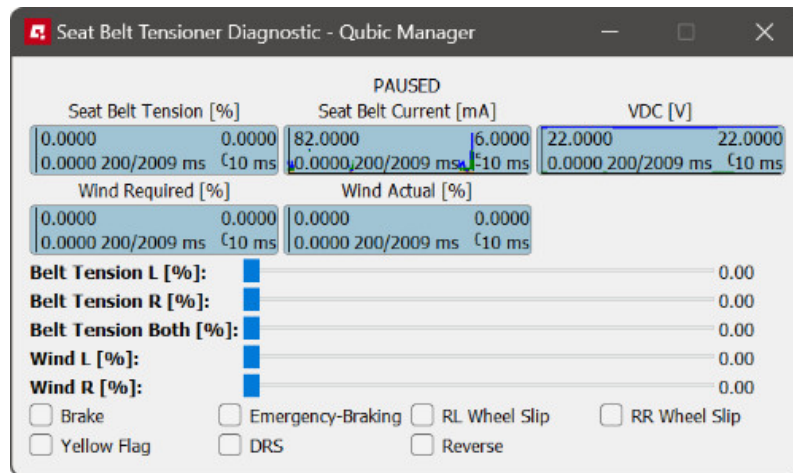 Seat Belt Tensioner Diagnostic - Qubic Manager
PAUSED
Seat Belt Tension [%] Seat Belt Current [mA] VDC [V]
0.0000 0.0000 82.0000 6.0000 22.0000 22.0000
0.0000 200/2009 ms 10 ms 0.0000 200/2009 ms 10 ms 0.0000 200/2009 ms 10 ms
Wind Required [%] Wind Actual [%]
0.0000 0.0000 0.0000 0.0000
0.0000 200/2009 ms 10 ms 0.0000 200/2009 ms 10 ms
Belt Tension L [%]: 0.00
Belt Tension R [%]: 0.00
Belt Tension Both [%]: 0.00
Wind L [%]: 0.00
Wind R [%]: 0.00
Brake Emergency-Braking RL Wheel Slip RR Wheel Slip
Yellow Flag DRS Reverse